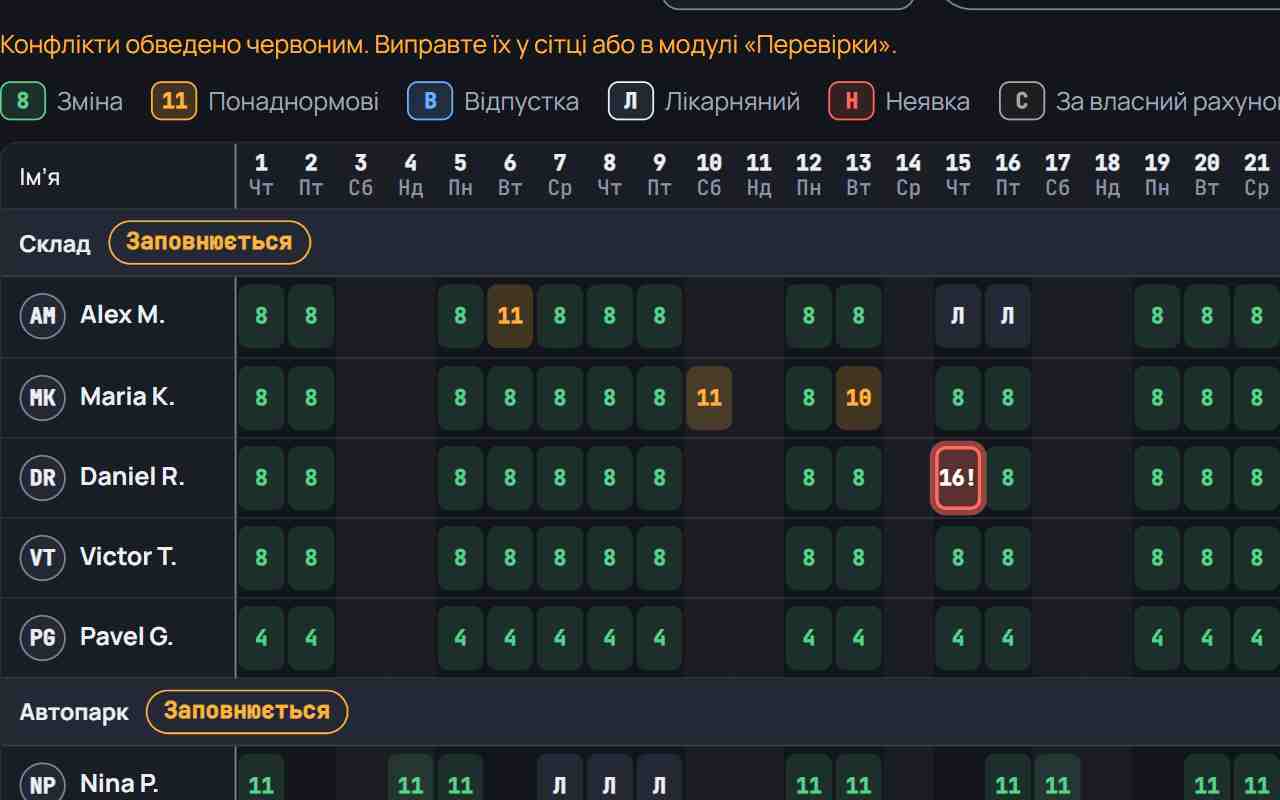 Конфлікти обведено червоним. Виправте їх у сітці або в модулі «Перевірки».
8 Зміна 11 Понаднормові В Відпустка Л Лікарняний Н Неявка С За власний рахунок
Ім'я 1 2 3 4 5 6 7 8 9 10 11 12 13 14 15 16 17 18 19 20 21
Чт Пт Сб Нд Пн Вт Ср Чт Пт Сб Нд Пн Вт Ср Чт Пт Сб Нд Пн Вт Ср
Склад Заповнюється
AM Alex M. 8 8 8 11 8 8 8 8 8 Л Л 8 8 8
MK Maria K. 8 8 8 8 8 8 8 11 8 10 8 8 8 8 8
DR Daniel R. 8 8 8 8 8 8 8 8 8 16! 8 8 8 8
VT Victor T. 8 8 8 8 8 8 8 8 8 8 8 8 8 8
PG Pavel G. 4 4 4 4 4 4 4 4 4 4 4 4 4 4
Автопарк Заповнюється
NP Nina P. 11 11 11 Л Л Л 11 11 11 11 11 11